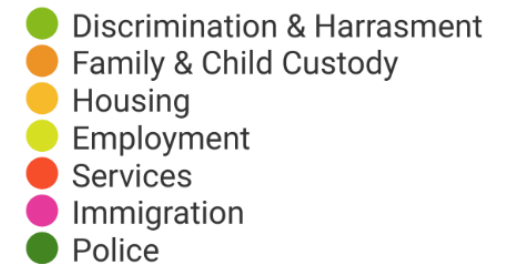 Discrimination & Harrasment
Family & Child Custody
Housing
Employment
Services
Immigration
Police